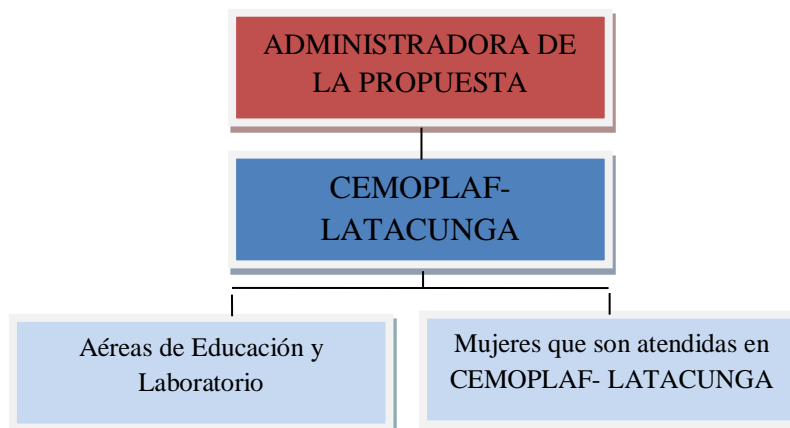 ADMINISTRADORA DE
LA PROPUESTA
CEMOPLAF-
LATACUNGA
Aéreas de Educación y
Laboratorio
Mujeres que son atendidas en
CEMOPLAF- LATACUNGA